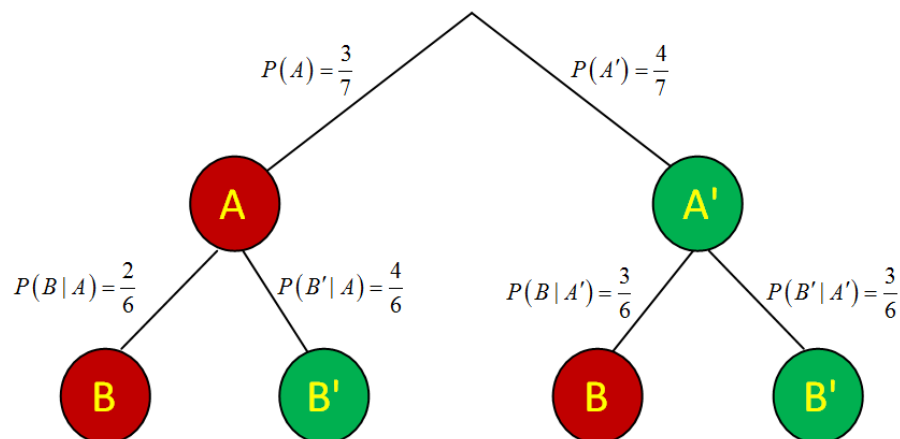 P(A) = 3/7
P(A′) = 4/7
A
A'
P(B | A) = 2/6
P(B′ | A) = 4/6
P(B | A′) = 3/6
P(B′ | A′) = 3/6
B
B'
B
B'